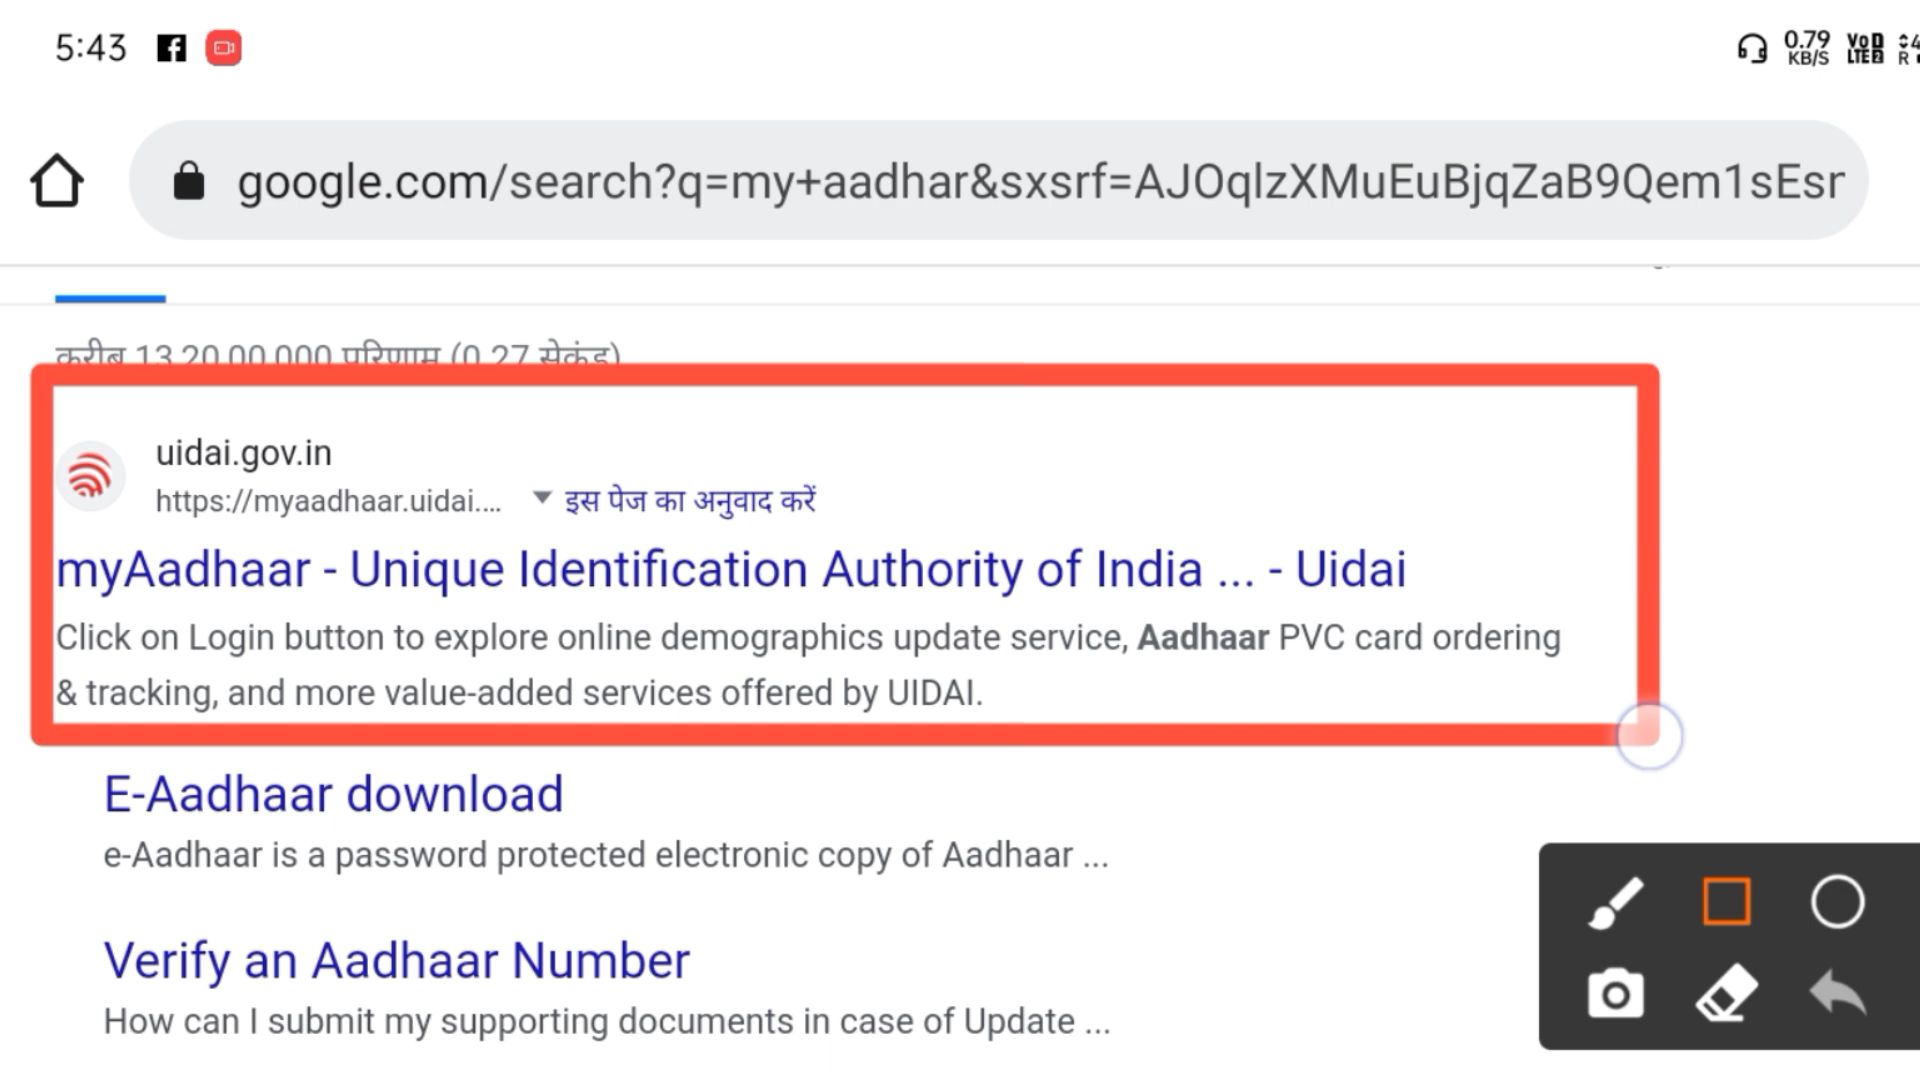 5:43
0.79 KB/S VoD LTE 2 R
google.com/search?q=my+aadhar&sxsrf=AJOqlzXMuEuBjqZaB9Qem1sEsr
करीब 13,20,00,000 परिणाम (0.27 सेकंड)
uidai.gov.in
https://myaadhaar.uidai.... इस पेज का अनुवाद करें
myAadhaar - Unique Identification Authority of India ... - Uidai
Click on Login button to explore online demographics update service, Aadhaar PVC card ordering
& tracking, and more value-added services offered by UIDAI.
E-Aadhaar download
e-Aadhaar is a password protected electronic copy of Aadhaar ...
Verify an Aadhaar Number
How can I submit my supporting documents in case of Update ...